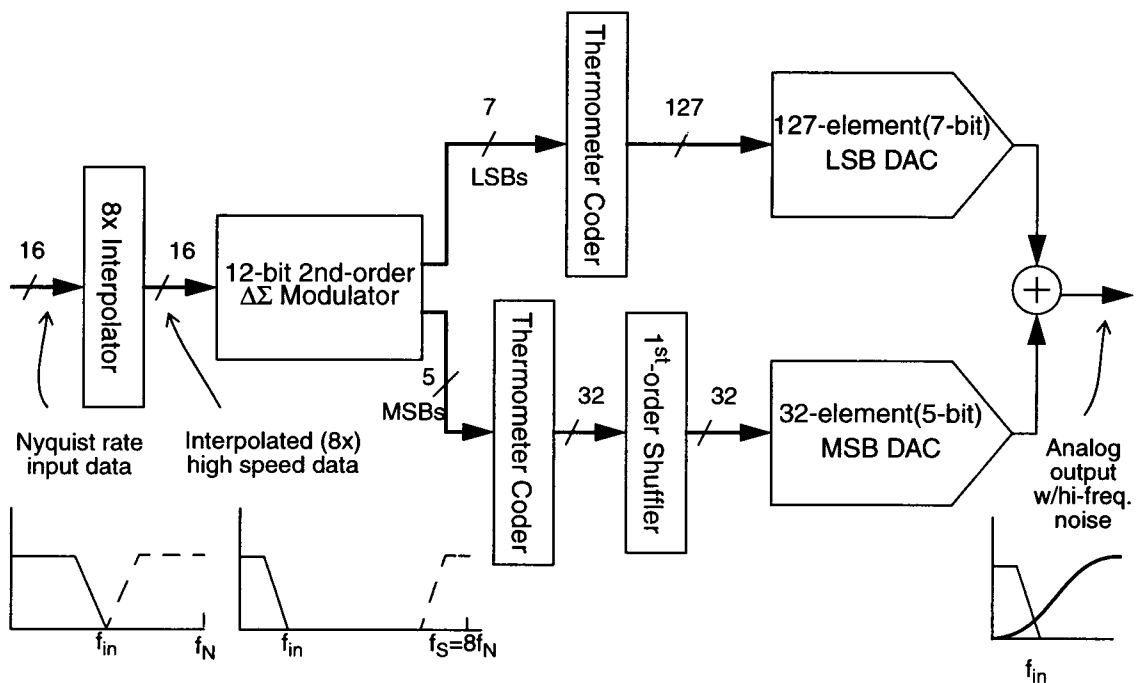 16
8x Interpolator
16
12-bit 2nd-order
ΔΣ Modulator
7
LSBs
Thermometer Coder
127
127-element(7-bit)
LSB DAC
5
MSBs
Thermometer Coder
32
1st-order Shuffler
32
32-element(5-bit)
MSB DAC
+
Nyquist rate
input data
Interpolated (8x)
high speed data
Analog
output
w/hi-freq.
noise
fin
fN
fin
fS=8fN
fin